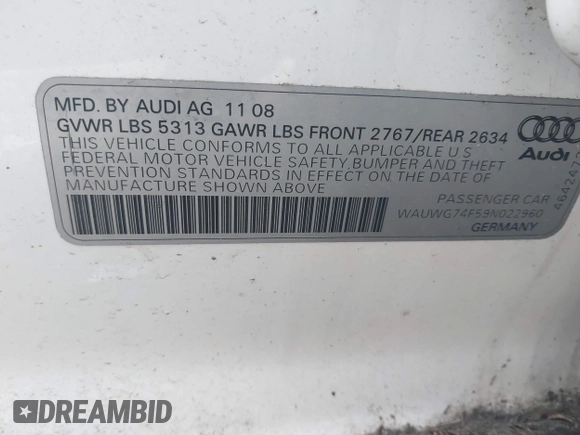 MFD. BY AUDI AG 11 08
GVWR LBS 5313 GAWR LBS FRONT 2767/REAR 2634
THIS VEHICLE CONFORMS TO ALL APPLICABLE U S
FEDERAL MOTOR VEHICLE SAFETY, BUMPER AND THEFT
PREVENTION STANDARDS IN EFFECT ON THE DATE OF
MANUFACTURE SHOWN ABOVE
Audi
PASSENGER CAR
WAUWG74F59N022960
GERMANY
DREAMBID